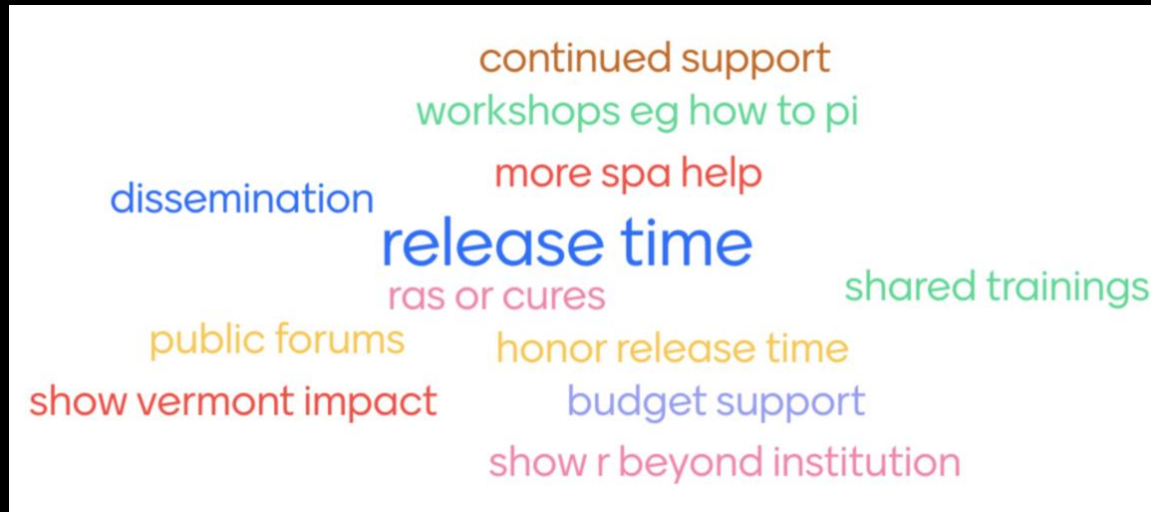 continued support
workshops eg how to pi
more spa help
dissemination
release time
shared trainings
ras or cures
public forums
honor release time
show vermont impact
budget support
show r beyond institution